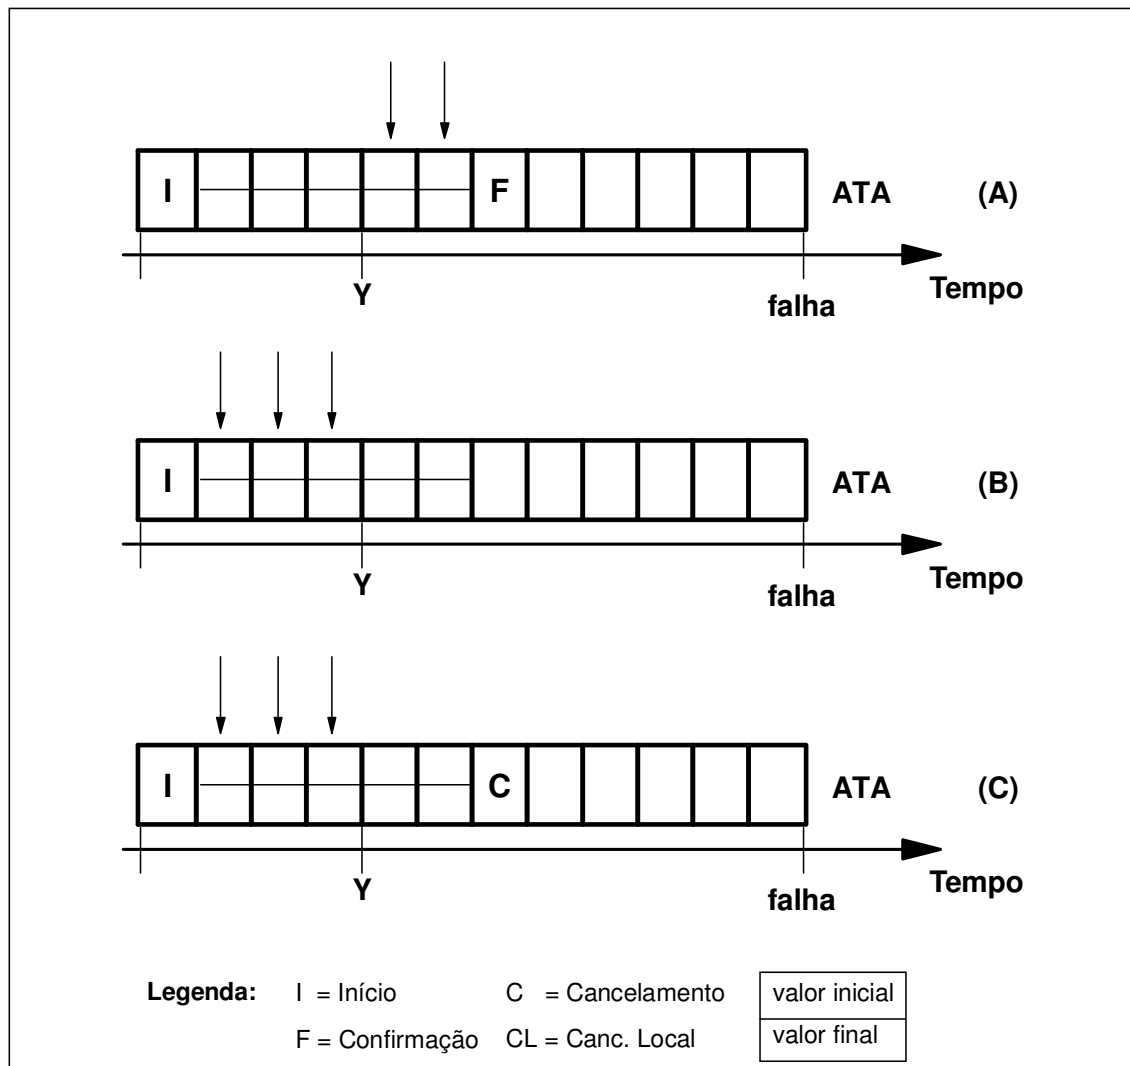 I F ATA (A)
Y falha Tempo
I ATA (B)
Y falha Tempo
I C ATA (C)
Y falha Tempo
Legenda: I = Início C = Cancelamento valor inicial
F = Confirmação CL = Canc. Local valor final